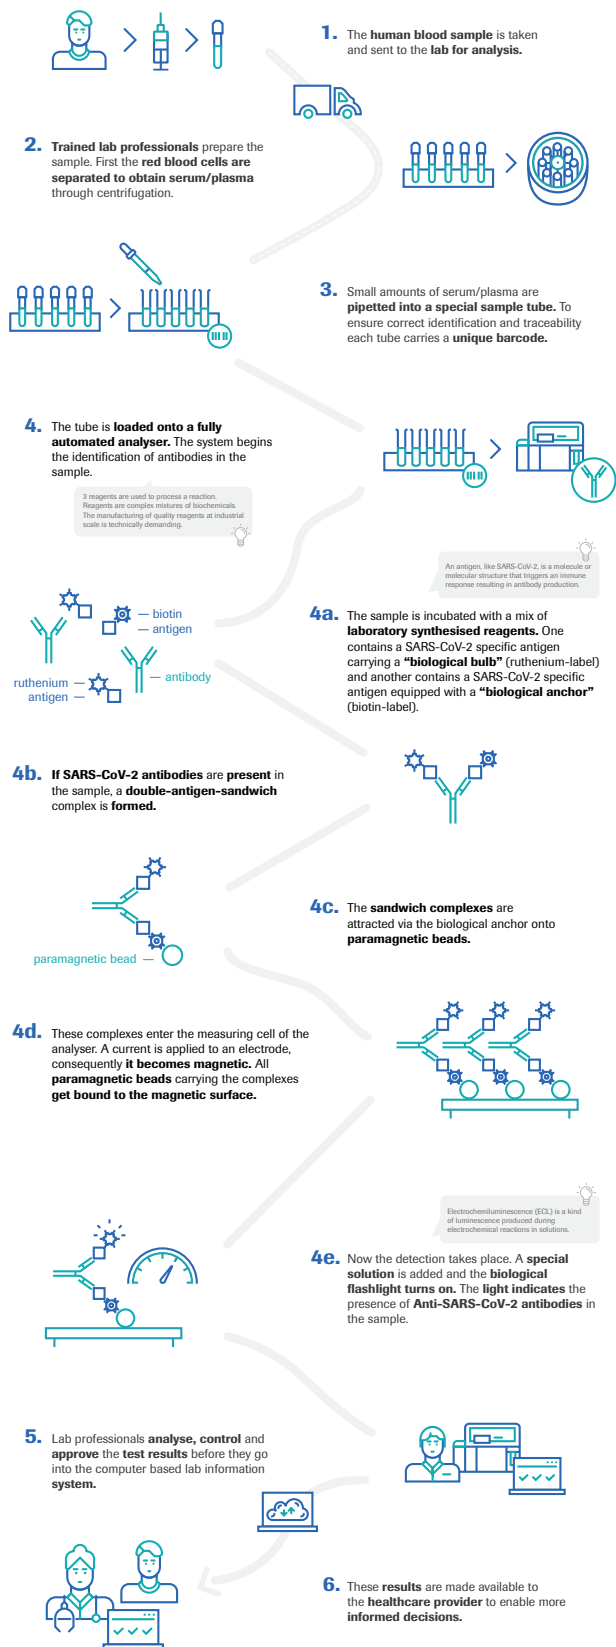 1. The human blood sample is taken
and sent to the lab for analysis.
2. Trained lab professionals prepare the
sample. First the red blood cells are
separated to obtain serum/plasma
through centrifugation.
3. Small amounts of serum/plasma are
pipetted into a special sample tube. To
ensure correct identification and traceability
each tube carries a unique barcode.
4. The tube is loaded onto a fully
automated analyser. The system begins
the identification of antibodies in the
sample.
3 reagents are used to process a reaction.
Reagents are complex mixtures of biochemicals.
The manufacturing of quality reagents at industrial
scale is technically demanding.
An antigen, like SARS-CoV-2, is a molecule or
molecular structure that triggers an immune
response resulting in antibody production.
biotin
antigen
antibody
ruthenium
antigen
4a. The sample is incubated with a mix of
laboratory synthesised reagents. One
contains a SARS-CoV-2 specific antigen
carrying a “biological bulb” (ruthenium-label)
and another contains a SARS-CoV-2 specific
antigen equipped with a “biological anchor”
(biotin-label).
4b. If SARS-CoV-2 antibodies are present in
the sample, a double-antigen-sandwich
complex is formed.
4c. The sandwich complexes are
attracted via the biological anchor onto
paramagnetic beads.
paramagnetic bead
4d. These complexes enter the measuring cell of the
analyser. A current is applied to an electrode,
consequently it becomes magnetic. All
paramagnetic beads carrying the complexes
get bound to the magnetic surface.
Electrochemiluminescence (ECL) is a kind
of luminescence produced during
electrochemical reactions in solutions.
4e. Now the detection takes place. A special
solution is added and the biological
flashlight turns on. The light indicates the
presence of Anti-SARS-CoV-2 antibodies in
the sample.
5. Lab professionals analyse, control and
approve the test results before they go
into the computer based lab information
system.
6. These results are made available to
the healthcare provider to enable more
informed decisions.